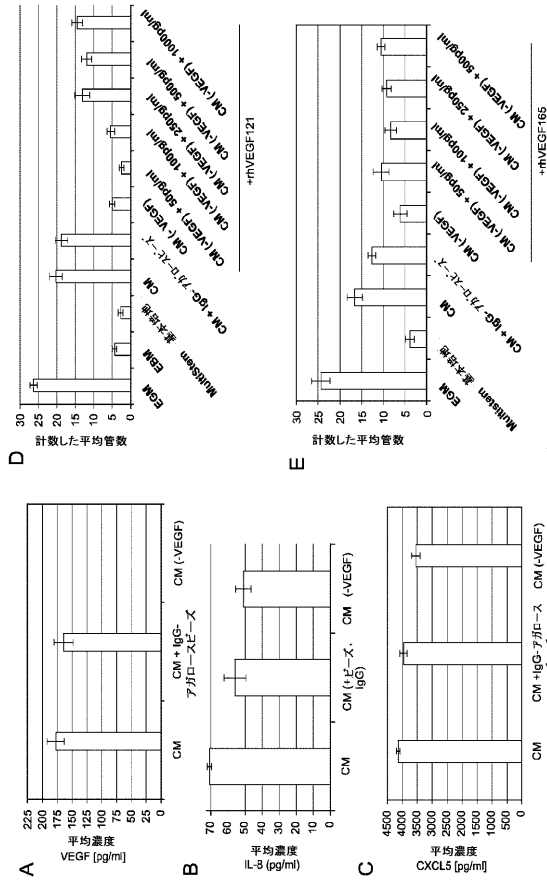 A
平均濃度
VEGF [pg/ml]
225
200
175
150
125
100
75
50
25
0
CM
CM + IgG-
アガロースビーズ
CM (-VEGF)
B
平均濃度
IL-8 (pg/ml)
70
60
50
40
30
20
10
0
CM
CM (+ビーズ、
IgG)
CM (-VEGF)
C
平均濃度
CXCL5 [pg/ml]
4500
4000
3500
3000
2500
2000
1500
1000
500
0
CM
CM +IgG-アガロース
CM (-VEGF)
D
計数した平均管数
30
25
20
15
10
5
0
EGM
EBM
MultiStem 基本培地
CM
CM + IgG-アガロースビーズ
CM (-VEGF)
CM (-VEGF) + 50pg/ml
CM (-VEGF) + 100pg/ml
CM (-VEGF) + 250pg/ml
CM (-VEGF) + 500pg/ml
CM (-VEGF) + 1000pg/ml
+rhVEGF121
E
計数した平均管数
30
25
20
15
10
5
0
EGM
Multistem 基本培地
CM
CM + IgG-アガロースビーズ
CM (-VEGF)
CM (-VEGF) + 50pg/ml
CM (-VEGF) + 100pg/ml
CM (-VEGF) + 250pg/ml
CM (-VEGF) + 500pg/ml
+rhVEGF165